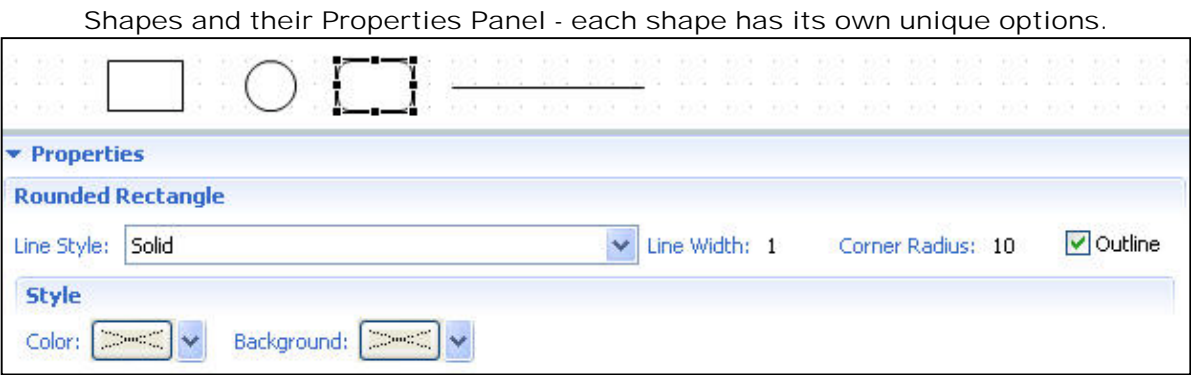 Shapes and their Properties Panel - each shape has its own unique options.
Properties
Rounded Rectangle
Line Style: Solid Line Width: 1 Corner Radius: 10 Outline
Style
Color: Background: